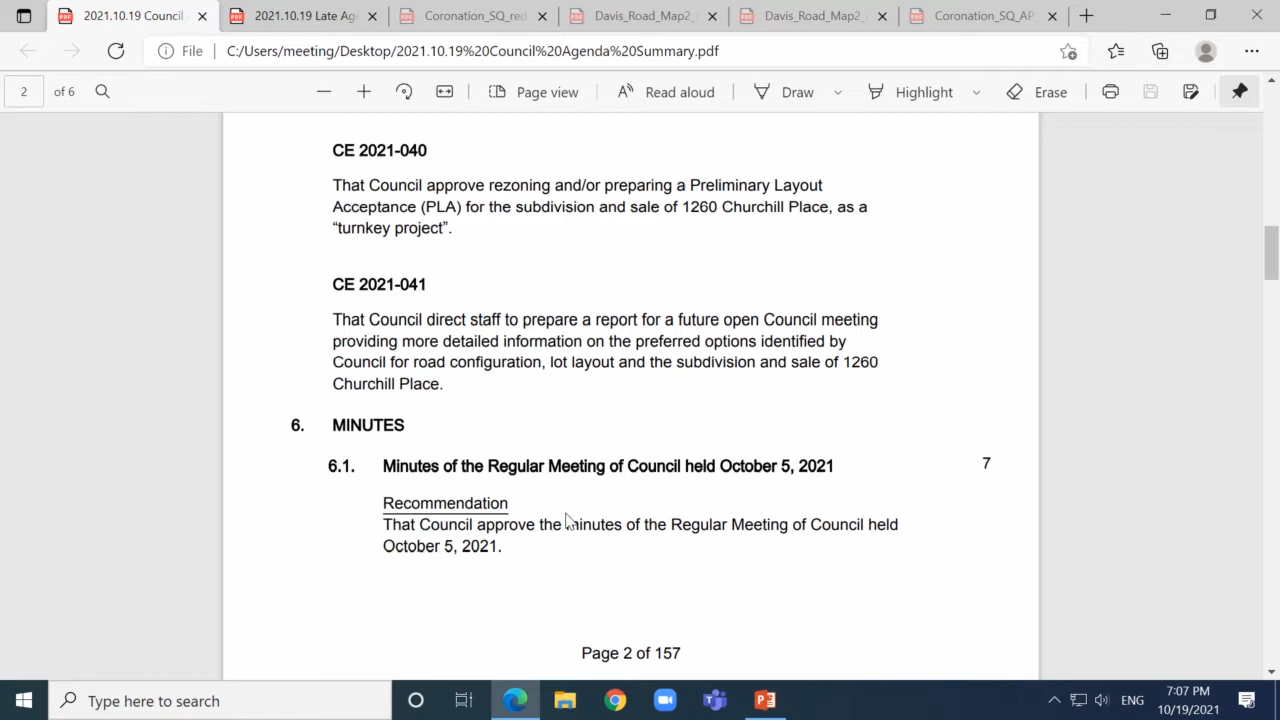 2021.10.19 Council
2021.10.19 Late Age
Coronation_SQ_red
Davis_Road_Map2_
Davis_Road_Map2_
Coronation_SQ_AP_
File
C:/Users/meeting/Desktop/2021.10.19%20Council%20Agenda%20Summary.pdf
2 of 6
Page view
Read aloud
Draw
Highlight
Erase
CE 2021-040
That Council approve rezoning and/or preparing a Preliminary Layout
Acceptance (PLA) for the subdivision and sale of 1260 Churchill Place, as a
“turnkey project”.
CE 2021-041
That Council direct staff to prepare a report for a future open Council meeting
providing more detailed information on the preferred options identified by
Council for road configuration, lot layout and the subdivision and sale of 1260
Churchill Place.
6. MINUTES
6.1. Minutes of the Regular Meeting of Council held October 5, 2021 7
Recommendation
That Council approve the minutes of the Regular Meeting of Council held
October 5, 2021.
Page 2 of 157
Type here to search
ENG
7:07 PM
10/19/2021